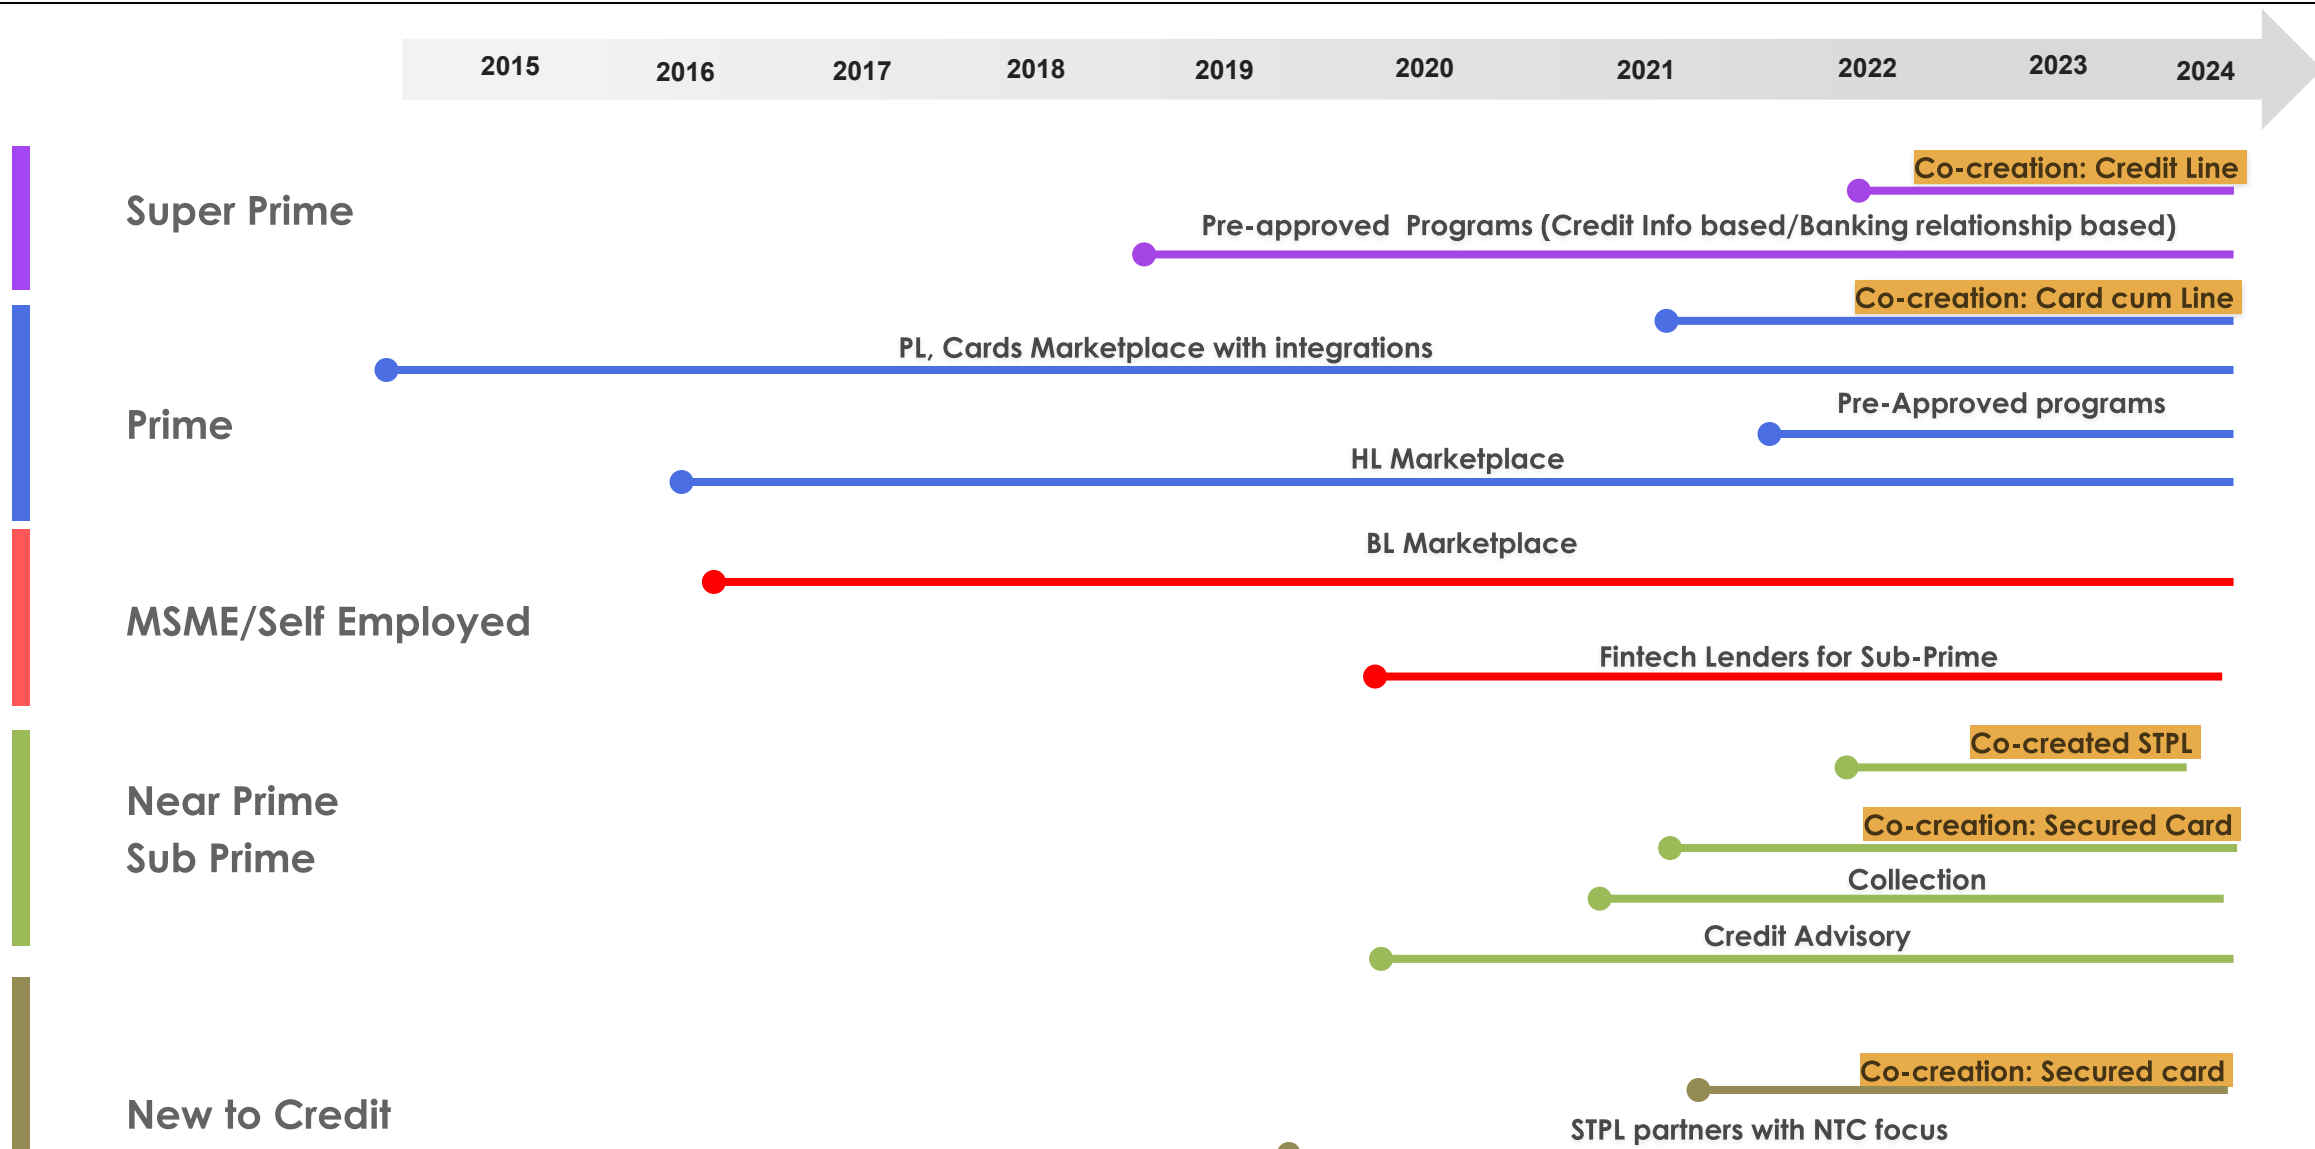 2015 2016 2017 2018 2019 2020 2021 2022 2023 2024
Co-creation: Credit Line
Super Prime
Pre-approved  Programs (Credit Info based/Banking relationship based)
Co-creation: Card cum Line
PL, Cards Marketplace with integrations
Pre-Approved programs
Prime
HL Marketplace
BL Marketplace
MSME/Self Employed
Fintech Lenders for Sub-Prime
Co-created STPL
Near Prime
Co-creation: Secured Card
Sub Prime
Collection
Credit Advisory
Co-creation: Secured card
New to Credit
STPL partners with NTC focus